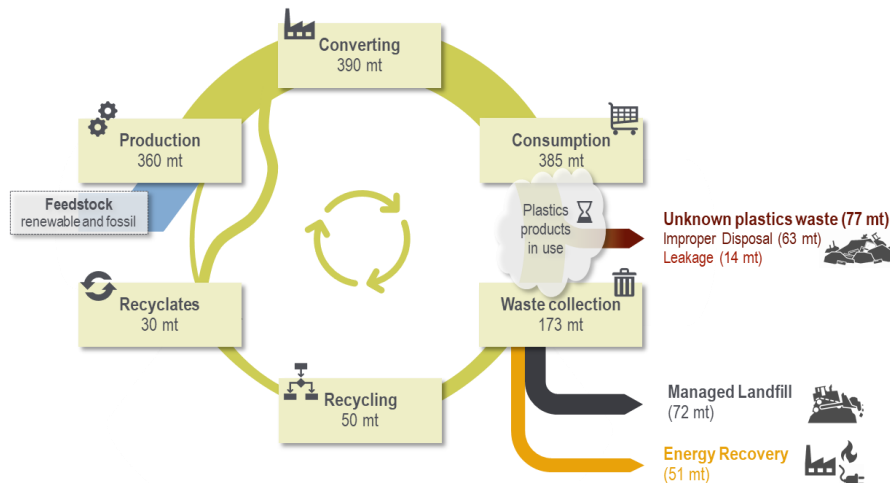 Converting
390 mt
Production
360 mt
Consumption
385 mt
Feedstock
renewable and fossil
Plastics
products
in use
Unknown plastics waste (77 mt)
Improper Disposal (63 mt)
Leakage (14 mt)
Recyclates
30 mt
Waste collection
173 mt
Recycling
50 mt
Managed Landfill
(72 mt)
Energy Recovery
(51 mt)